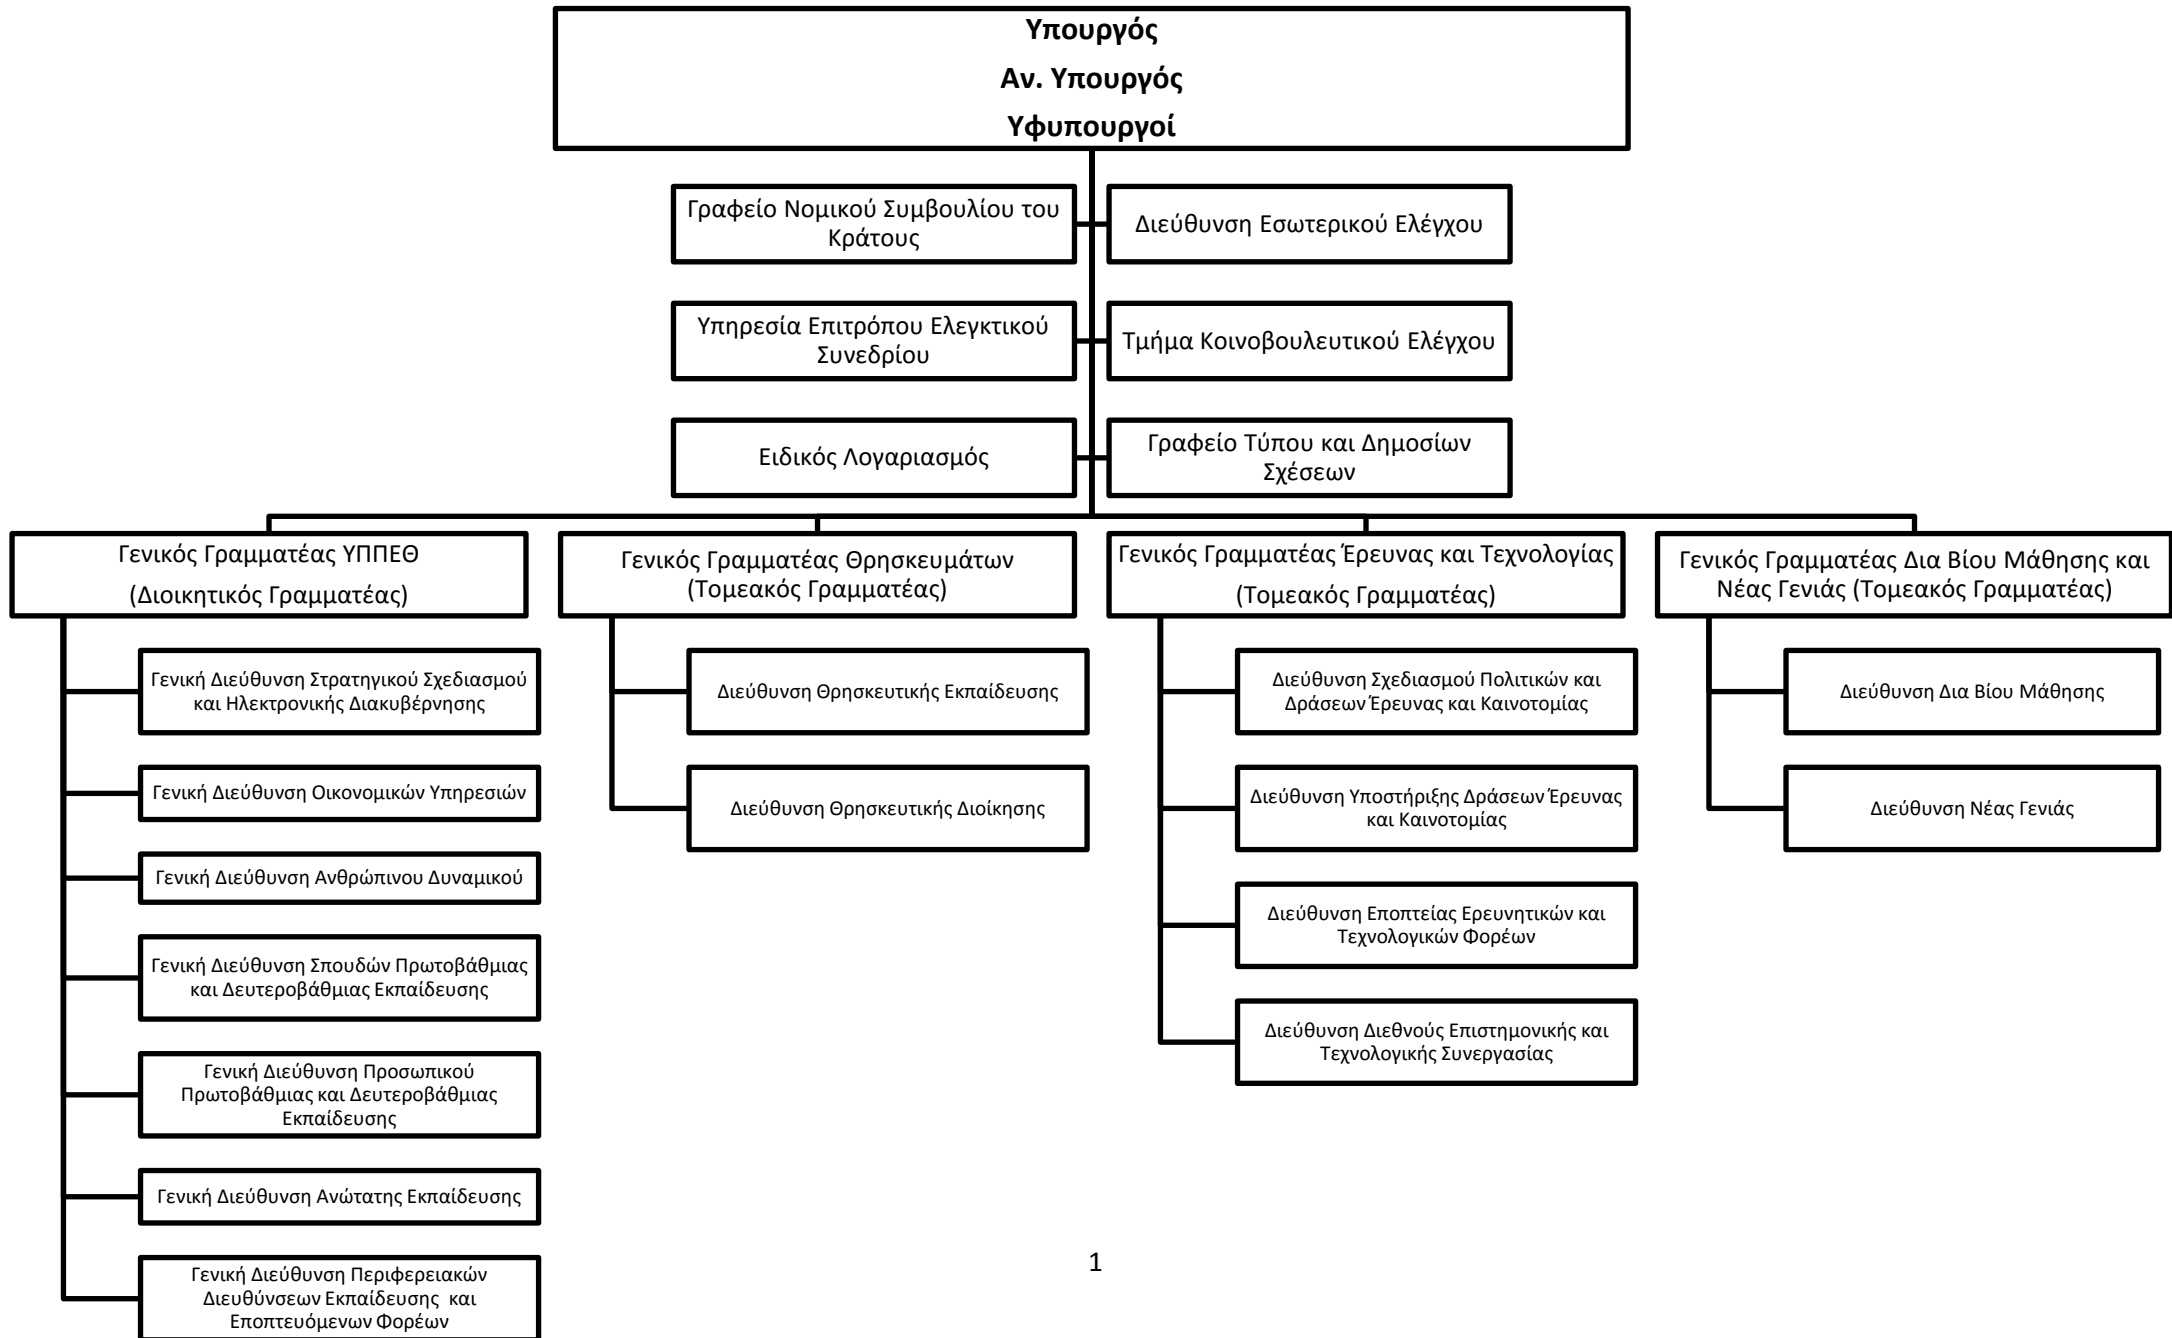 Υπουργός
Αν. Υπουργός
Υφυπουργοί
Γραφείο Νομικού Συμβουλίου του
Κράτους
Διεύθυνση Εσωτερικού Ελέγχου
Υπηρεσία Επιτρόπου Ελεγκτικού
Συνεδρίου
Τμήμα Κοινοβουλευτικού Ελέγχου
Ειδικός Λογαριασμός
Γραφείο Τύπου και Δημοσίων
Σχέσεων
Γενικός Γραμματέας ΥΠΠΕΘ
(Διοικητικός Γραμματέας)
Γενική Διεύθυνση Στρατηγικού Σχεδιασμού
και Ηλεκτρονικής Διακυβέρνησης
Γενική Διεύθυνση Οικονομικών Υπηρεσιών
Γενική Διεύθυνση Ανθρώπινου Δυναμικού
Γενική Διεύθυνση Σπουδών Πρωτοβάθμιας
και Δευτεροβάθμιας Εκπαίδευσης
Γενική Διεύθυνση Προσωπικού
Πρωτοβάθμιας και Δευτεροβάθμιας
Εκπαίδευσης
Γενική Διεύθυνση Ανώτατης Εκπαίδευσης
Γενική Διεύθυνση Περιφερειακών
Διευθύνσεων Εκπαίδευσης και
Εποπτευόμενων Φορέων
Γενικός Γραμματέας Θρησκευμάτων
(Τομεακός Γραμματέας)
Διεύθυνση Θρησκευτικής Εκπαίδευσης
Διεύθυνση Θρησκευτικής Διοίκησης
Γενικός Γραμματέας Έρευνας και Τεχνολογίας
(Τομεακός Γραμματέας)
Διεύθυνση Σχεδιασμού Πολιτικών και
Δράσεων Έρευνας και Καινοτομίας
Διεύθυνση Υποστήριξης Δράσεων Έρευνας
και Καινοτομίας
Διεύθυνση Εποπτείας Ερευνητικών και
Τεχνολογικών Φορέων
Διεύθυνση Διεθνούς Επιστημονικής και
Τεχνολογικής Συνεργασίας
Γενικός Γραμματέας Δια Βίου Μάθησης και
Νέας Γενιάς (Τομεακός Γραμματέας)
Διεύθυνση Δια Βίου Μάθησης
Διεύθυνση Νέας Γενιάς
1